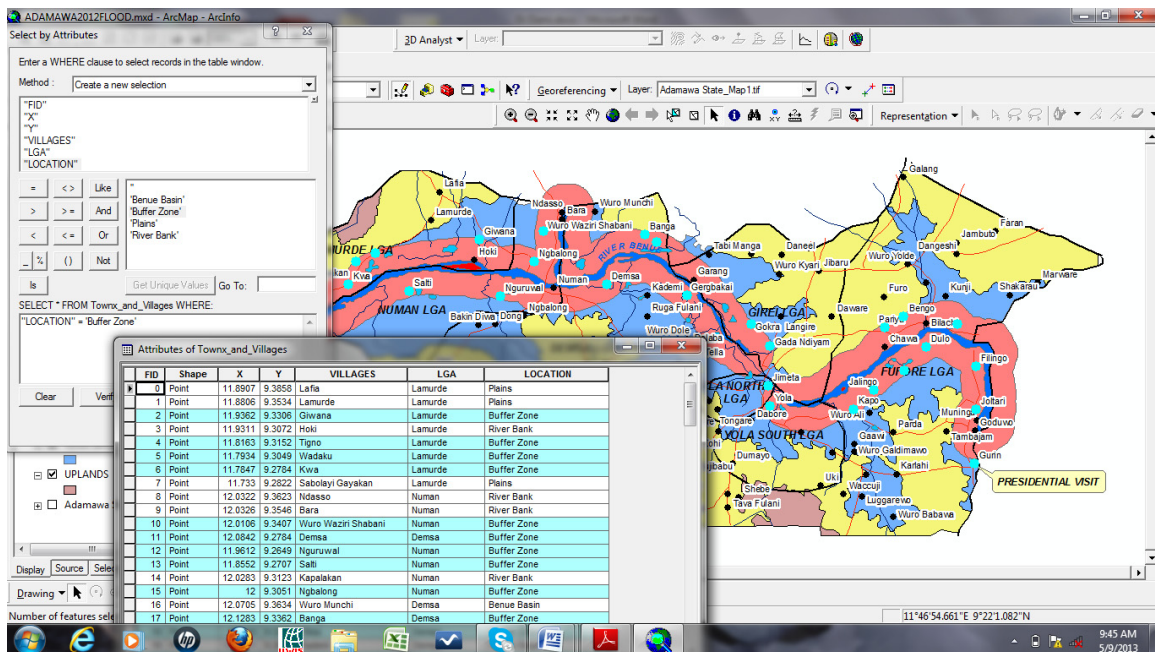 ADAMAWA2012FLOOD.mxd - ArcMap - ArcInfo
Select by Attributes
Enter a WHERE clause to select records in the table window.
Method : Create a new selection
"FID"
"X"
"Y"
"VILLAGES"
"LGA"
"LOCATION"
= < > Like
> > = And
< < = Or
_ % ( ) Not
Is
''
'Benue Basin'
'Buffer Zone'
'Plains'
'River Bank'
Get Unique Values Go To:
SELECT * FROM Townx_and_Villages WHERE:
"LOCATION" = 'Buffer Zone'
Clear
3D Analyst Layer:
Georeferencing Layer: Adamawa State_Map1.tif
Representation
Galang
Lafia
Ndasso Bara Wuro Munchi
Lamurde
Wuro Waziri Shabani Banga
Faran
Jambuto
Giwana
RIVER BENUE
Tabi Manga Daneel Dangeshi
Hoki Ngbalong
Wuro Kyari Jibaru Wuro Yolde
Marware
Kwa Salti Numan Demsa Garang
Nguruwal Kademi Gergbakai
Furo Kunji Shakarau
NUMAN LGA Ngbalong Ruga Fulani
GIREI LGA Daware Bengo
Bakin Diwa Dong
Wuro Dole Gokra Langire Pariya Bilachi
Gada Ndiyam Chawa Dulo
Filingo
Jimeta Jalingo FUFORE LGA
Yola Kapo Joltari
Dabore Wuro Ali Muning Goduwo
Tongare YOLA SOUTH LGA Parda Tambajam
Gaawi
Dumayo Wuro Galdimawo Gurin
Karlahi
Uki Waccuji
PRESIDENTIAL VISIT
Shebe
Tava Fulani Luggarewo
Wuro Babawa
Attributes of Townx_and_Villages
FID Shape X Y VILLAGES LGA LOCATION
0 Point 11.8907 9.3858 Lafia Lamurde Plains
1 Point 11.8806 9.3534 Lamurde Lamurde Plains
2 Point 11.9362 9.3306 Giwana Lamurde Buffer Zone
3 Point 11.9311 9.3072 Hoki Lamurde River Bank
4 Point 11.8163 9.3152 Tigno Lamurde Buffer Zone
5 Point 11.7934 9.3049 Wadaku Lamurde Buffer Zone
6 Point 11.7847 9.2784 Kwa Lamurde Buffer Zone
7 Point 11.733 9.2822 Sabolayi Gayakan Lamurde Plains
8 Point 12.0322 9.3623 Ndasso Numan River Bank
9 Point 12.0326 9.3546 Bara Numan River Bank
10 Point 12.0106 9.3407 Wuro Waziri Shabani Numan Buffer Zone
11 Point 12.0842 9.2784 Demsa Demsa Buffer Zone
12 Point 11.9612 9.2649 Nguruwal Numan Buffer Zone
13 Point 11.8552 9.2707 Salti Numan Buffer Zone
14 Point 12.0283 9.3123 Kapalakan Numan River Bank
15 Point 12 9.3051 Ngbalong Numan Buffer Zone
16 Point 12.0705 9.3634 Wuro Munchi Demsa Benue Basin
17 Point 12.1283 9.3362 Banga Demsa Buffer Zone
UPLANDS
Adamawa
Display Source
Drawing
Number of features
11°46'54.661"E 9°22'1.082"N
9:45 AM
5/9/2013